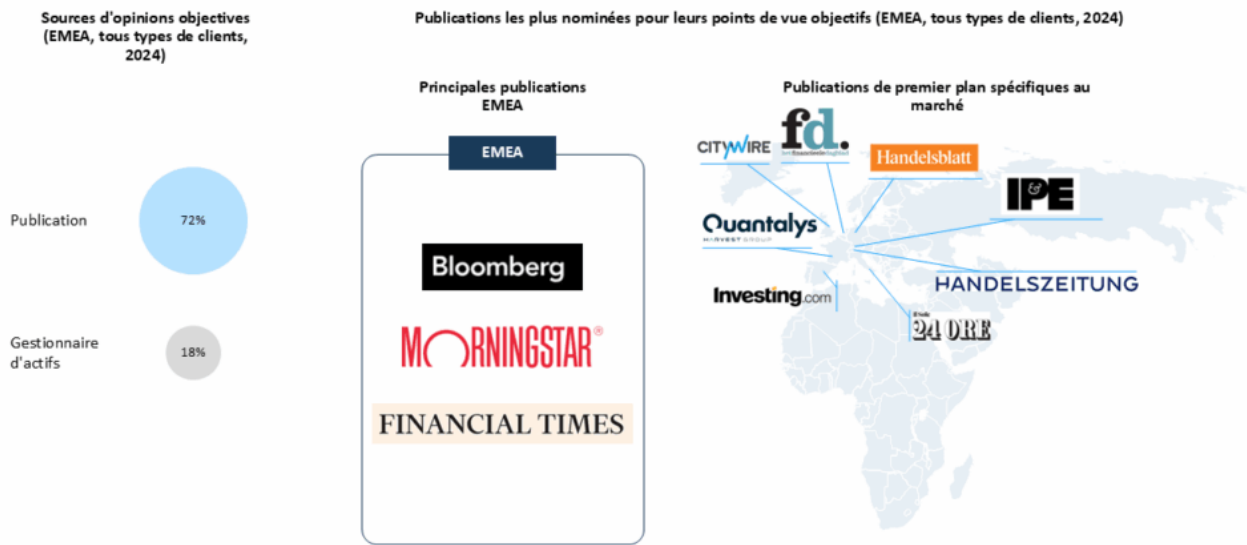 Sources d'opinions objectives
(EMEA, tous types de clients,
2024)
Publication
72%
Gestionnaire
d'actifs
18%
Publications les plus nominées pour leurs points de vue objectifs (EMEA, tous types de clients, 2024)
Principales publications
EMEA
EMEA
Bloomberg
MORNINGSTAR®
FINANCIAL TIMES
Publications de premier plan spécifiques au
marché
CITYWIRE
fd.
Handelsblatt
I&PE
Quantalys
HARVEST GROUP
HANDELSZEITUNG
Investing.com
24 ORE